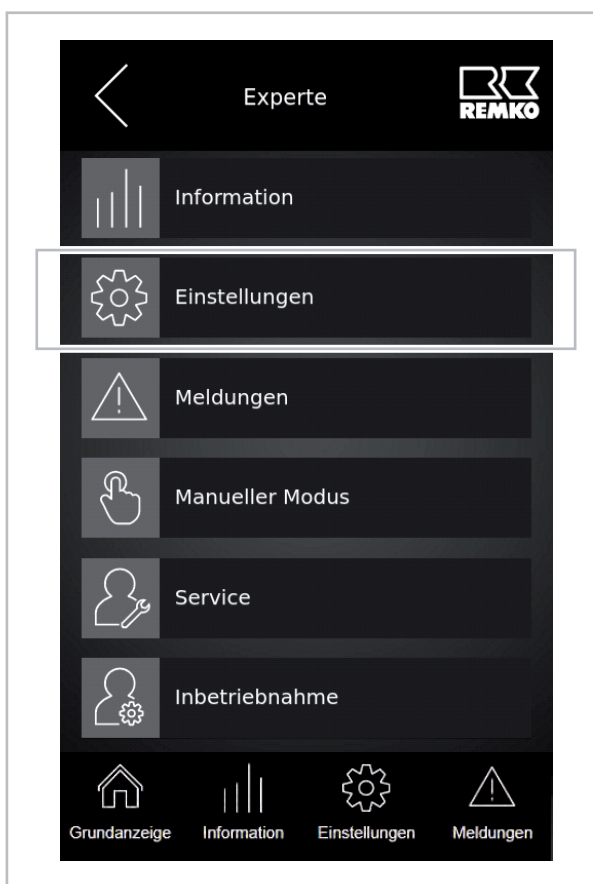 Experte
REMKO
Information
Einstellungen
Meldungen
Manueller Modus
Service
Inbetriebnahme
Grundanzeige Information Einstellungen Meldungen